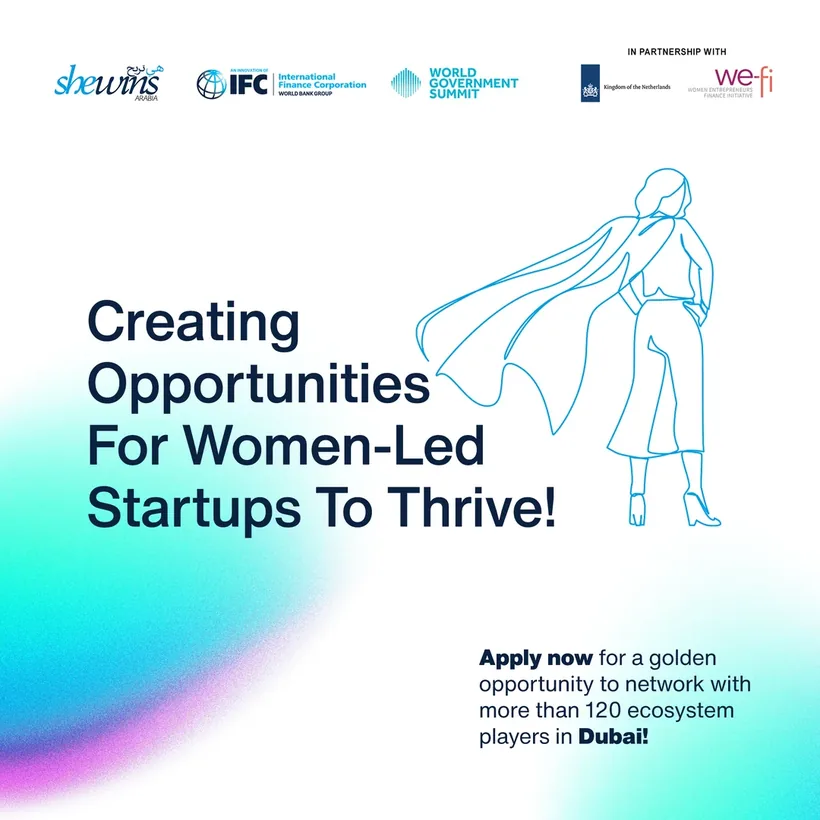 IN PARTNERSHIP WITH
shewins
هي تربح
ARABIA
AN INNOVATION OF
IFC
International
Finance Corporation
WORLD BANK GROUP
WORLD
GOVERNMENT
SUMMIT
Kingdom of the Netherlands
we-fi
WOMEN ENTREPRENEURS
FINANCE INITIATIVE
Creating
Opportunities
For Women-Led
Startups To Thrive!
Apply now for a golden
opportunity to network with
more than 120 ecosystem
players in Dubai!